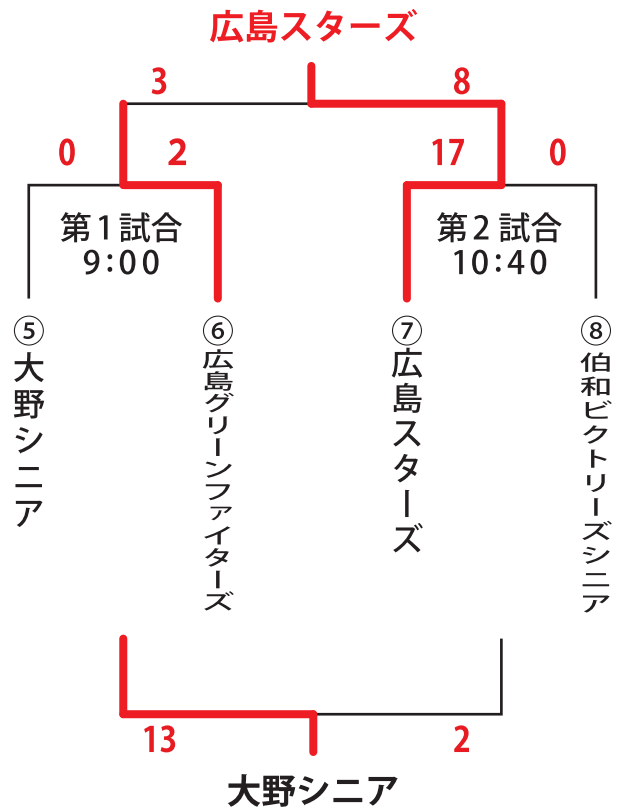 広島スターズ
3
8
0
2
17
0
第1試合
9:00
第2試合
10:40
⑤大野シニア
⑥広島グリーンファイターズ
⑦広島スターズ
⑧伯和ビクトリーズシニア
13
2
大野シニア